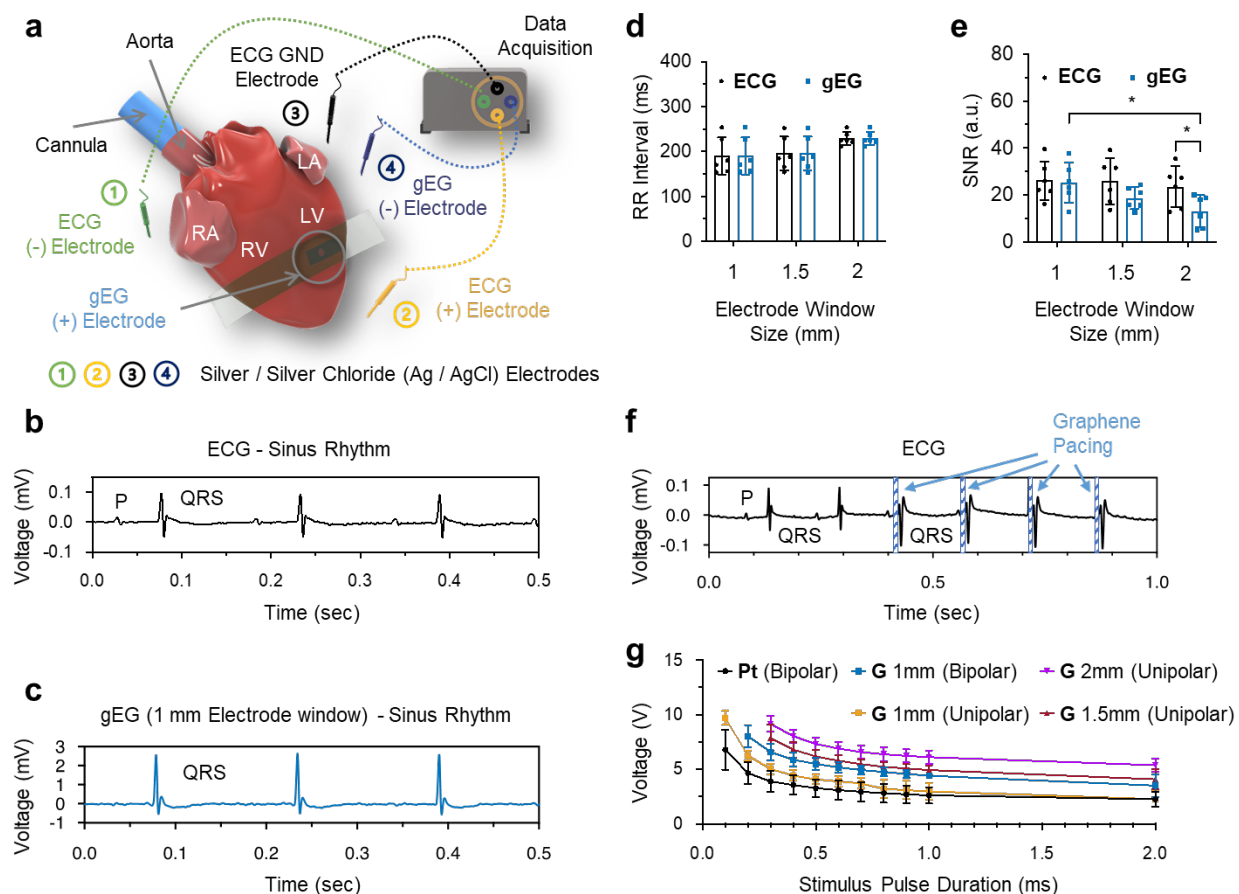 a
Aorta
ECG GND
Electrode
Data
Acquisition
3
Cannula
LA
4
1
gEG
(-) Electrode
ECG
(-) Electrode
RA
LV
RV
gEG
(+) Electrode
2
ECG
(+) Electrode
1 2 3 4 Silver / Silver Chloride (Ag / AgCl) Electrodes
b
ECG - Sinus Rhythm
Voltage (mV)
0.1
0.0
-0.1
P
QRS
0.0 0.1 0.2 0.3 0.4 0.5
Time (sec)
c
gEG (1 mm Electrode window) - Sinus Rhythm
Voltage (mV)
3
2
1
0
-1
QRS
0.0 0.1 0.2 0.3 0.4 0.5
Time (sec)
d
ECG gEG
RR Interval (ms)
400
300
200
100
0
1 1.5 2
Electrode Window
Size (mm)
e
ECG gEG
SNR (a.u.)
80
60
40
20
0
*
*
1 1.5 2
Electrode Window
Size (mm)
f
ECG
Graphene
Pacing
Voltage (mV)
0.1
0.0
-0.1
P
QRS
QRS
0.0 0.5 1.0
Time (sec)
g
Voltage (V)
15
10
5
0
Pt (Bipolar) G 1mm (Bipolar) G 2mm (Unipolar)
G 1mm (Unipolar) G 1.5mm (Unipolar)
0.0 0.5 1.0 1.5 2.0
Stimulus Pulse Duration (ms)